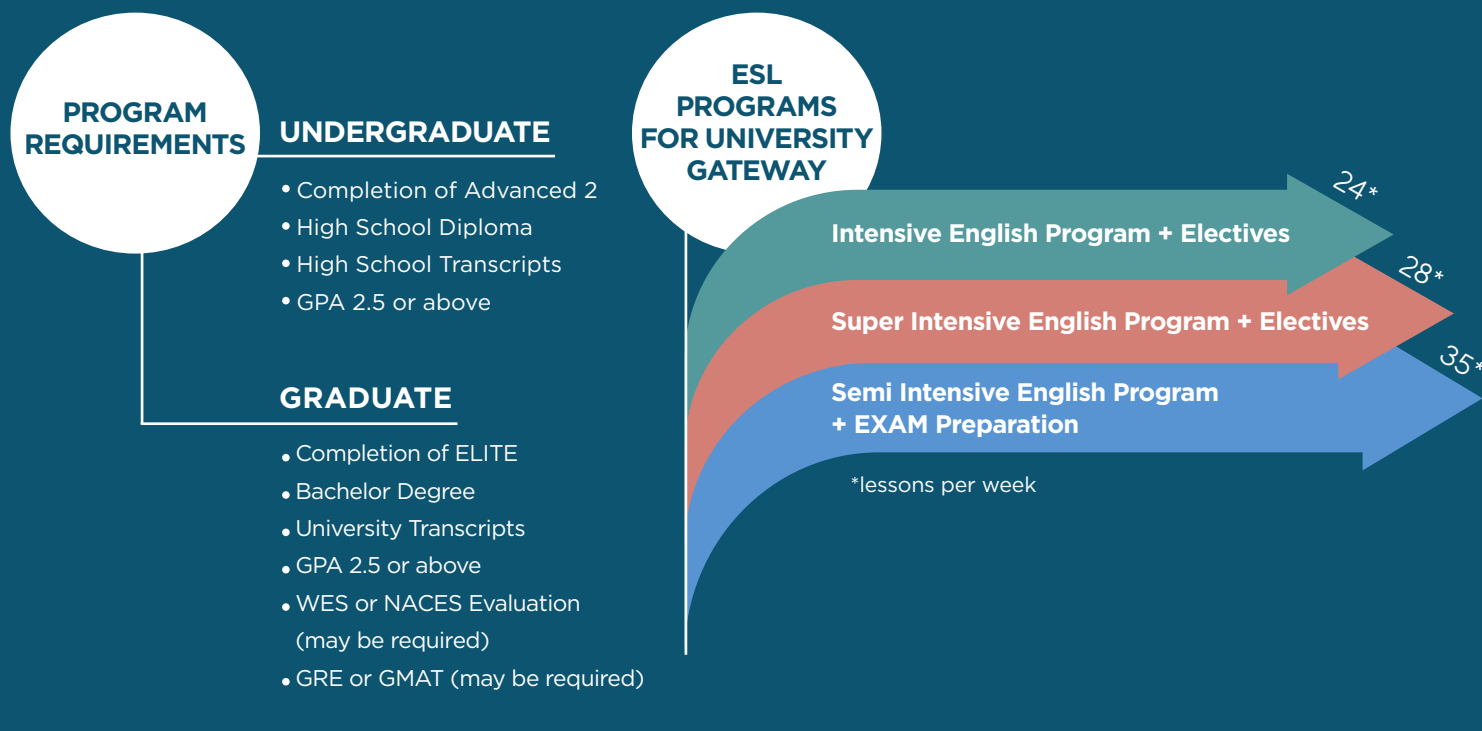 PROGRAM
REQUIREMENTS
UNDERGRADUATE
• Completion of Advanced 2
• High School Diploma
• High School Transcripts
• GPA 2.5 or above
GRADUATE
• Completion of ELITE
• Bachelor Degree
• University Transcripts
• GPA 2.5 or above
• WES or NACES Evaluation
(may be required)
• GRE or GMAT (may be required)
ESL
PROGRAMS
FOR UNIVERSITY
GATEWAY
Intensive English Program + Electives
24*
Super Intensive English Program + Electives
28*
Semi Intensive English Program
+ EXAM Preparation
35*
*lessons per week